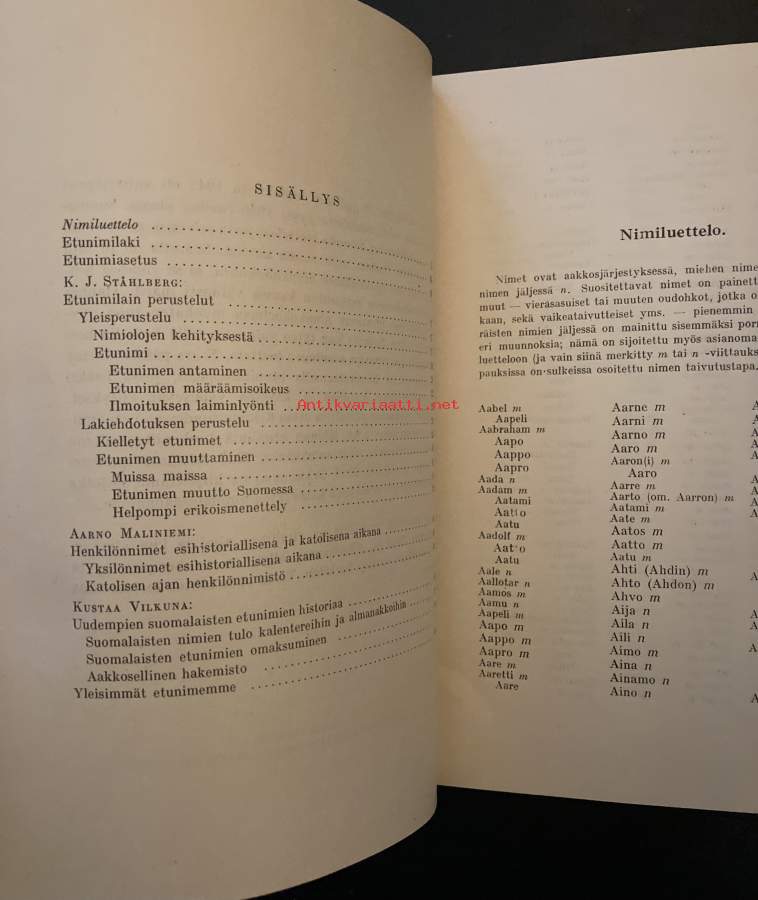 SISÄLLYS
Nimiluettelo
Etunimilaki
Etunimiasetus
K. J. STÅHLBERG:
Etunimilain perustelut
Yleisperustelu
Nimiolojen kehityksestä
Etunimi
Etunimen antaminen
Etunimen määräämisoikeus
Ilmoituksen laiminlyönti
Lakiehdotuksen perustelu
Kielletyt etunimet
Etunimen muuttaminen
Muissa maissa
Etunimen muutto Suomessa
Helpompi erikoismenettely
AARNO MALINIEMI:
Henkilönnimet esihistoriallisena ja katolisena aikana
Yksilönnimet esihistoriallisena aikana
Katolisen ajan henkilönnimistö
KUSTAA VILKUNA:
Uudempien suomalaisten etunimien historiaa
Suomalaisten nimien tulo kalentereihin ja almanakkoihin
Suomalaisten etunimien omaksuminen
Aakkosellinen hakemisto
Yleisimmät etunimemme
Antikvariaatti.net
Nimiluettelo.
Nimet ovat aakkosjärjestyksessä, miehen nime
nimen jäljessä n. Suositettavat nimet on painett
muut — vierasasuiset tai muuten oudohkot, jotka o
kaan, sekä vaikeataivutteiset yms. — pienemmin
räisten nimien jäljessä on mainittu sisemmäksi por
eri muunnoksia; nämä on sijoitettu myös asianoma
luetteloon (ja vain siinä merkitty m tai n -viittauks
pauksissa on sulkeissa osoitettu nimen taivutustapa.
Aabel m
Aapeli
Aabraham m
Aapo
Aappo
Aapro
Aada n
Aadam m
Aatami
Aatto
Aatu
Aadolf m
Aatto
Aatu
Aale n
Aallotar n
Aamos m
Aamu n
Aapeli m
Aapo m
Aappo m
Aapro m
Aare m
Aaretti m
Aare
Aarne m
Aarni m
Aarno m
Aaro m
Aaron(i) m
Aaro
Aarre m
Aarto (om. Aarron) m
Aatami m
Aate m
Aatos m
Aatto m
Aatu m
Ahti (Ahdin) m
Ahto (Ahdon) m
Ahvo m
Aija n
Aila n
Aili n
Aimo m
Aina n
Ainamo n
Aino n